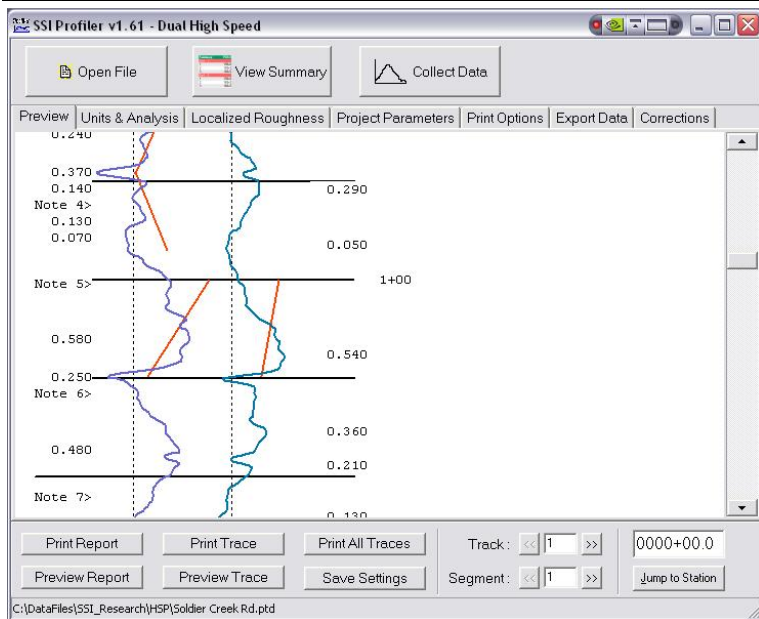 SSI Profiler v1.61 - Dual High Speed
Open File
View Summary
Collect Data
Preview
Units & Analysis
Localized Roughness
Project Parameters
Print Options
Export Data
Corrections
0.240
0.370
0.140
0.290
Note 4>
0.130
0.070
0.050
Note 5>
1+00
0.580
0.540
0.250
Note 6>
0.360
0.480
0.210
Note 7>
0.130
Print Report
Print Trace
Print All Traces
Track:
<<
1
>>
0000+00.0
Preview Report
Preview Trace
Save Settings
Segment:
<<
1
>>
Jump to Station
C:\DataFiles\SSI_Research\HSP\Soldier Creek Rd.ptd